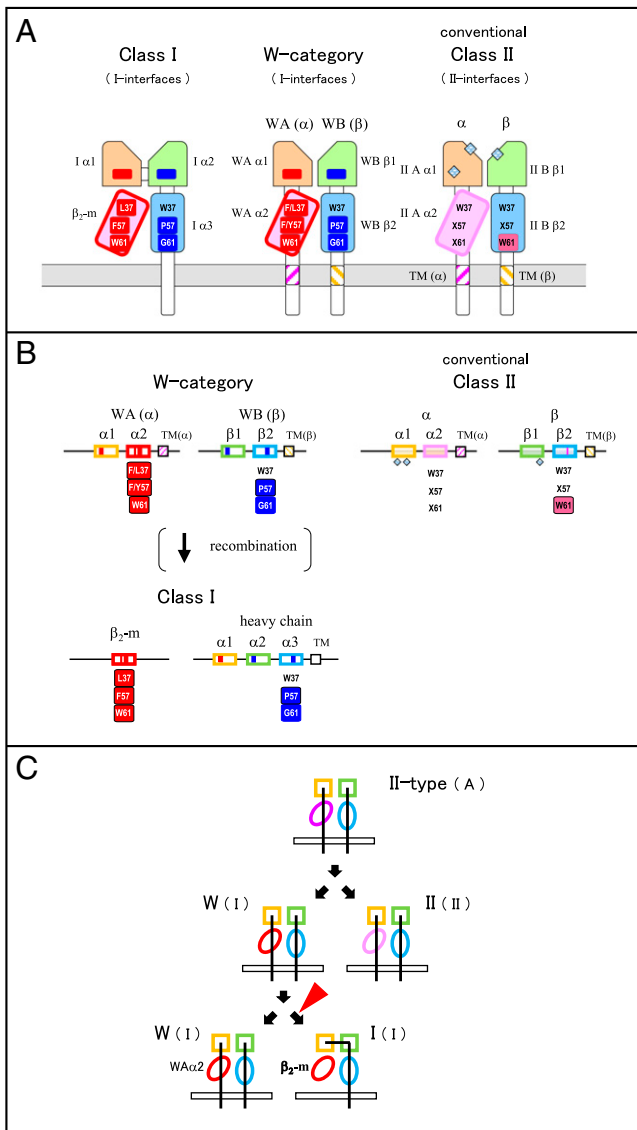 A
Class I
( I-interfaces )
W-category
( I-interfaces )
conventional
Class II
( II-interfaces )
WA (α) WB (β)
α β
I α1 I α2 WA α1 WB β1 II A α1 II B β1
β2-m I α3 WA α2 WB β2 II A α2 II B β2
L37 W37 F/L37 W37 W37 W37
F57 P57 F/Y57 P57 X57 X57
W61 G61 W61 G61 X61 W61
TM (α) TM (β)
B
W-category
conventional
Class II
WA (α) WB (β) α β
α1 α2 TM(α) β1 β2 TM(β) α1 α2 TM(α) β1 β2 TM(β)
F/L37 W37 W37 W37
F/Y57 P57 X57 X57
W61 G61 X61 W61
recombination
Class I
β2-m heavy chain
α1 α2 α3 TM
L37 W37
F57 P57
W61 G61
C
II-type ( A )
W ( I ) II ( II )
W ( I ) I ( I )
WAα2 β2-m